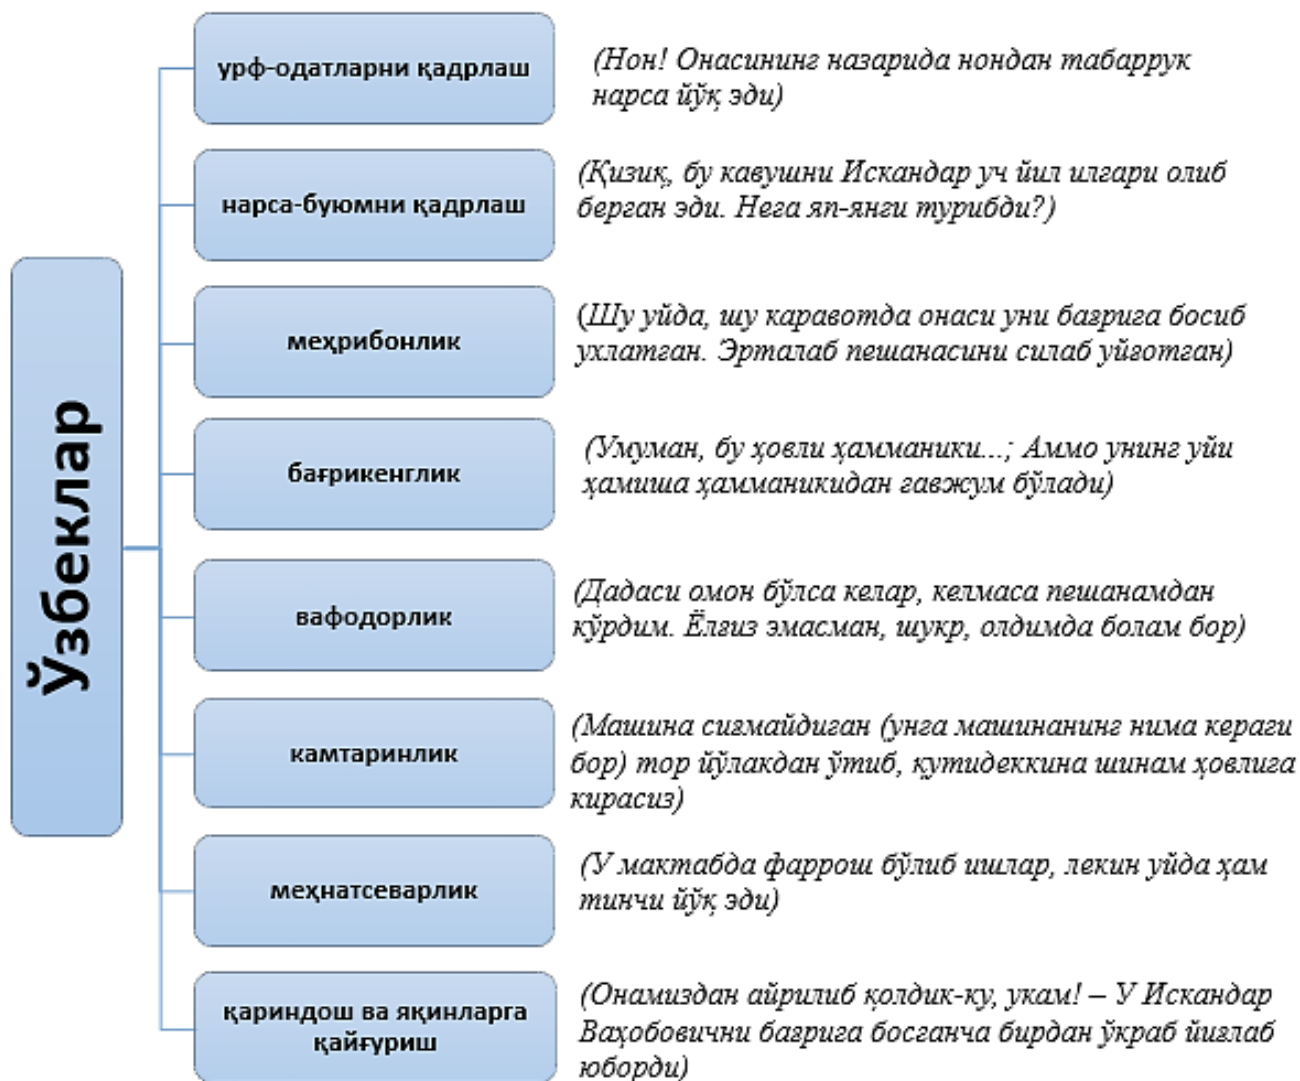 Ўзбеклар
урф-одатларни қадрлаш
(Нон! Онасининг назарида нондан табаррук
нарса йўқ эди)
нарса-буюмни қадрлаш
(Қизиқ, бу кавушни Искандар уч йил илгари олиб
берган эди. Нега яп-янги турибди?)
меҳрибонлик
(Шу уйда, шу каравотда онаси уни бағрига босиб
ухлатган. Эрталаб пешанасини силаб уйғотган)
бағрикенглик
(Умуман, бу ҳовли ҳамманики...; Аммо унинг уйи
ҳамиша ҳамманикидан гавжум бўлади)
вафодорлик
(Дадаси омон бўлса келар, келмаса пешанамдан
кўрдим. Ёлғиз эмасман, шукр, олдимда болам бор)
камтаринлик
(Машина сиғмайдиган (унга машинанинг нима кераги
бор) тор йўлакдан ўтиб, қутидеккина шинам ҳовлига
кирасиз)
меҳнатсеварлик
(У мактабда фаррош бўлиб ишлар, лекин уйда ҳам
тинчи йўқ эди)
қариндош ва яқинларга
қайғуриш
(Онамиздан айрилиб қолдик-ку, укам! – У Искандар
Ваҳобовични бағрига босганча бирдан ўкраб йиғлаб
юборди)